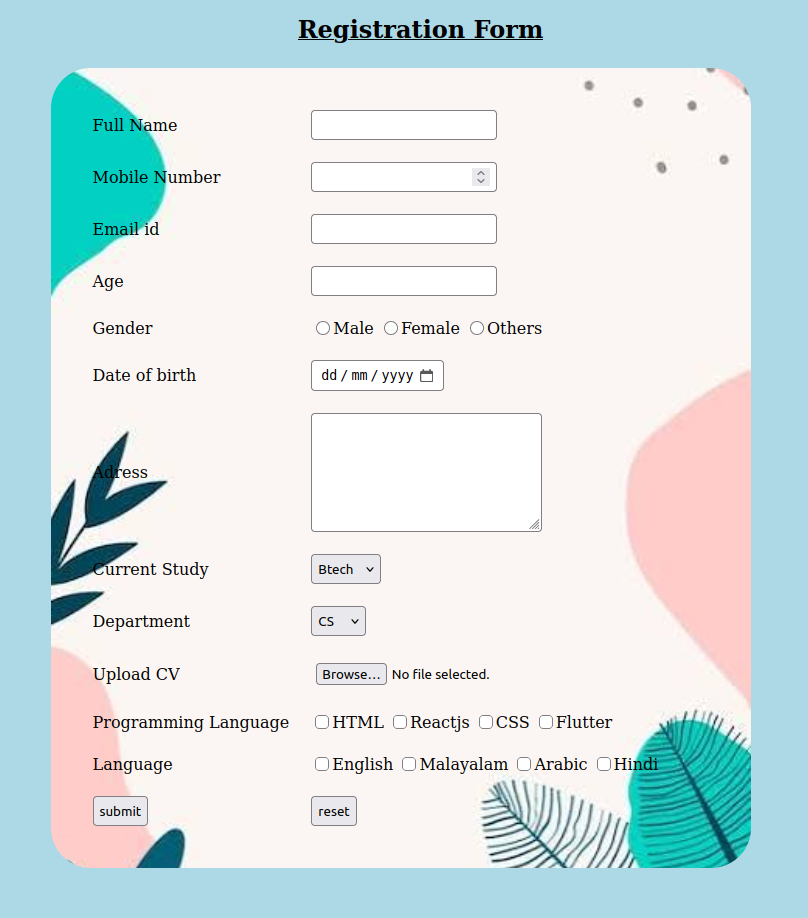 Registration Form
Full Name
Mobile Number
Email id
Age
Gender Male Female Others
Date of birth dd / mm / yyyy
Adress
Current Study Btech
Department CS
Upload CV Browse... No file selected.
Programming Language HTML Reactjs CSS Flutter
Language English Malayalam Arabic Hindi
submit reset